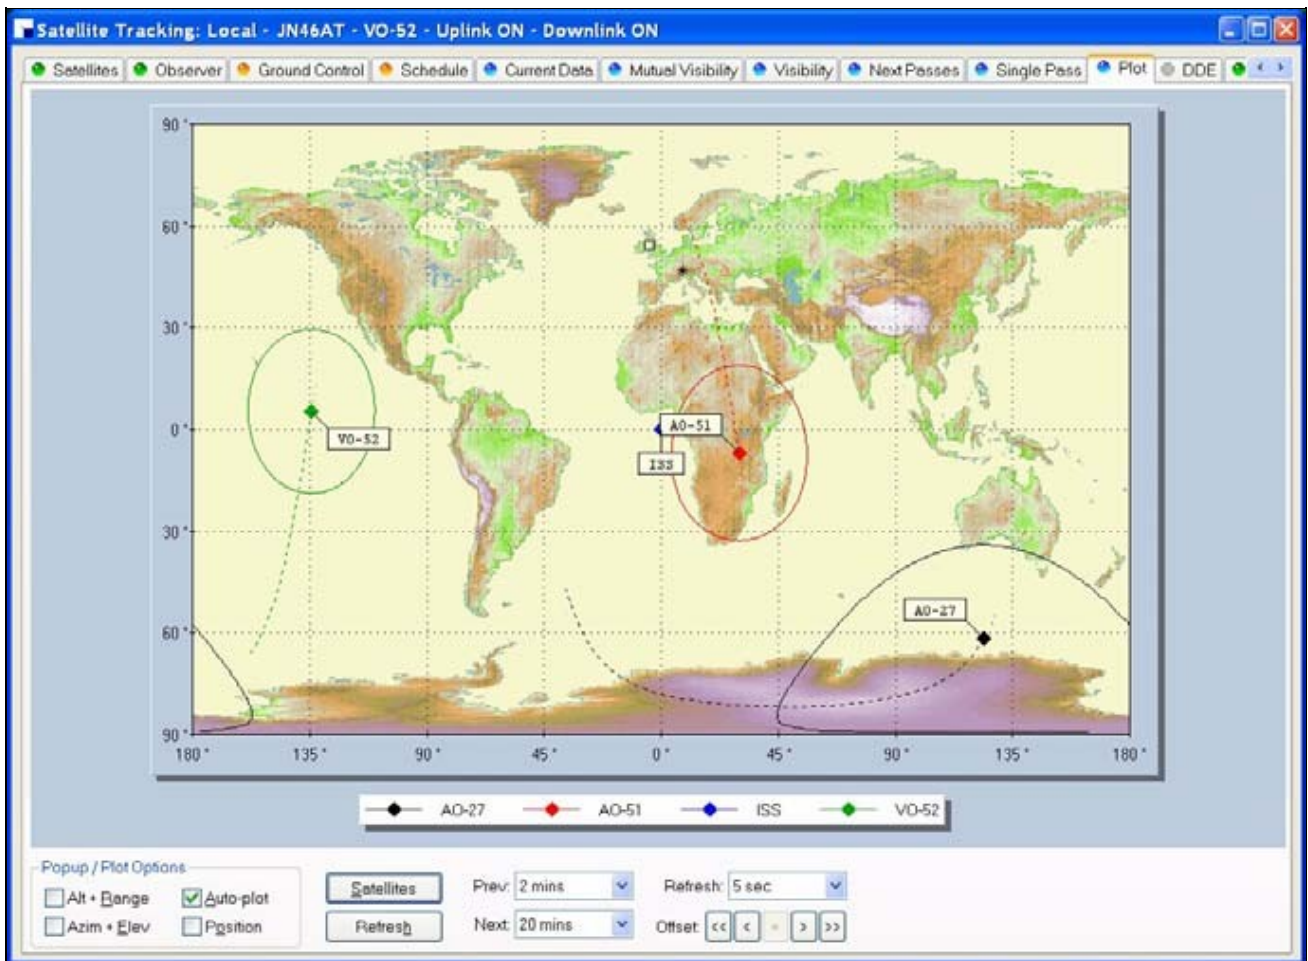 Satellite Tracking: Local - JN46AT - VO-52 - Uplink ON - Downlink ON
Satellites Observer Ground Control Schedule Current Data Mutual Visibility Visibility Next Passes Single Pass Plot DDE
90 °
60 °
30 °
0 °
30 °
60 °
90 °
VO-52
AO-51
ISS
AO-27
180 ° 135 ° 90 ° 45 ° 0 ° 45 ° 90 ° 135 ° 180 °
AO-27 AO-51 ISS VO-52
Popup / Plot Options
Alt + Range Auto-plot
Azim + Elev Position
Satellites
Refresh
Prev: 2 mins
Next: 20 mins
Refresh: 5 sec
Offset: << < > >>